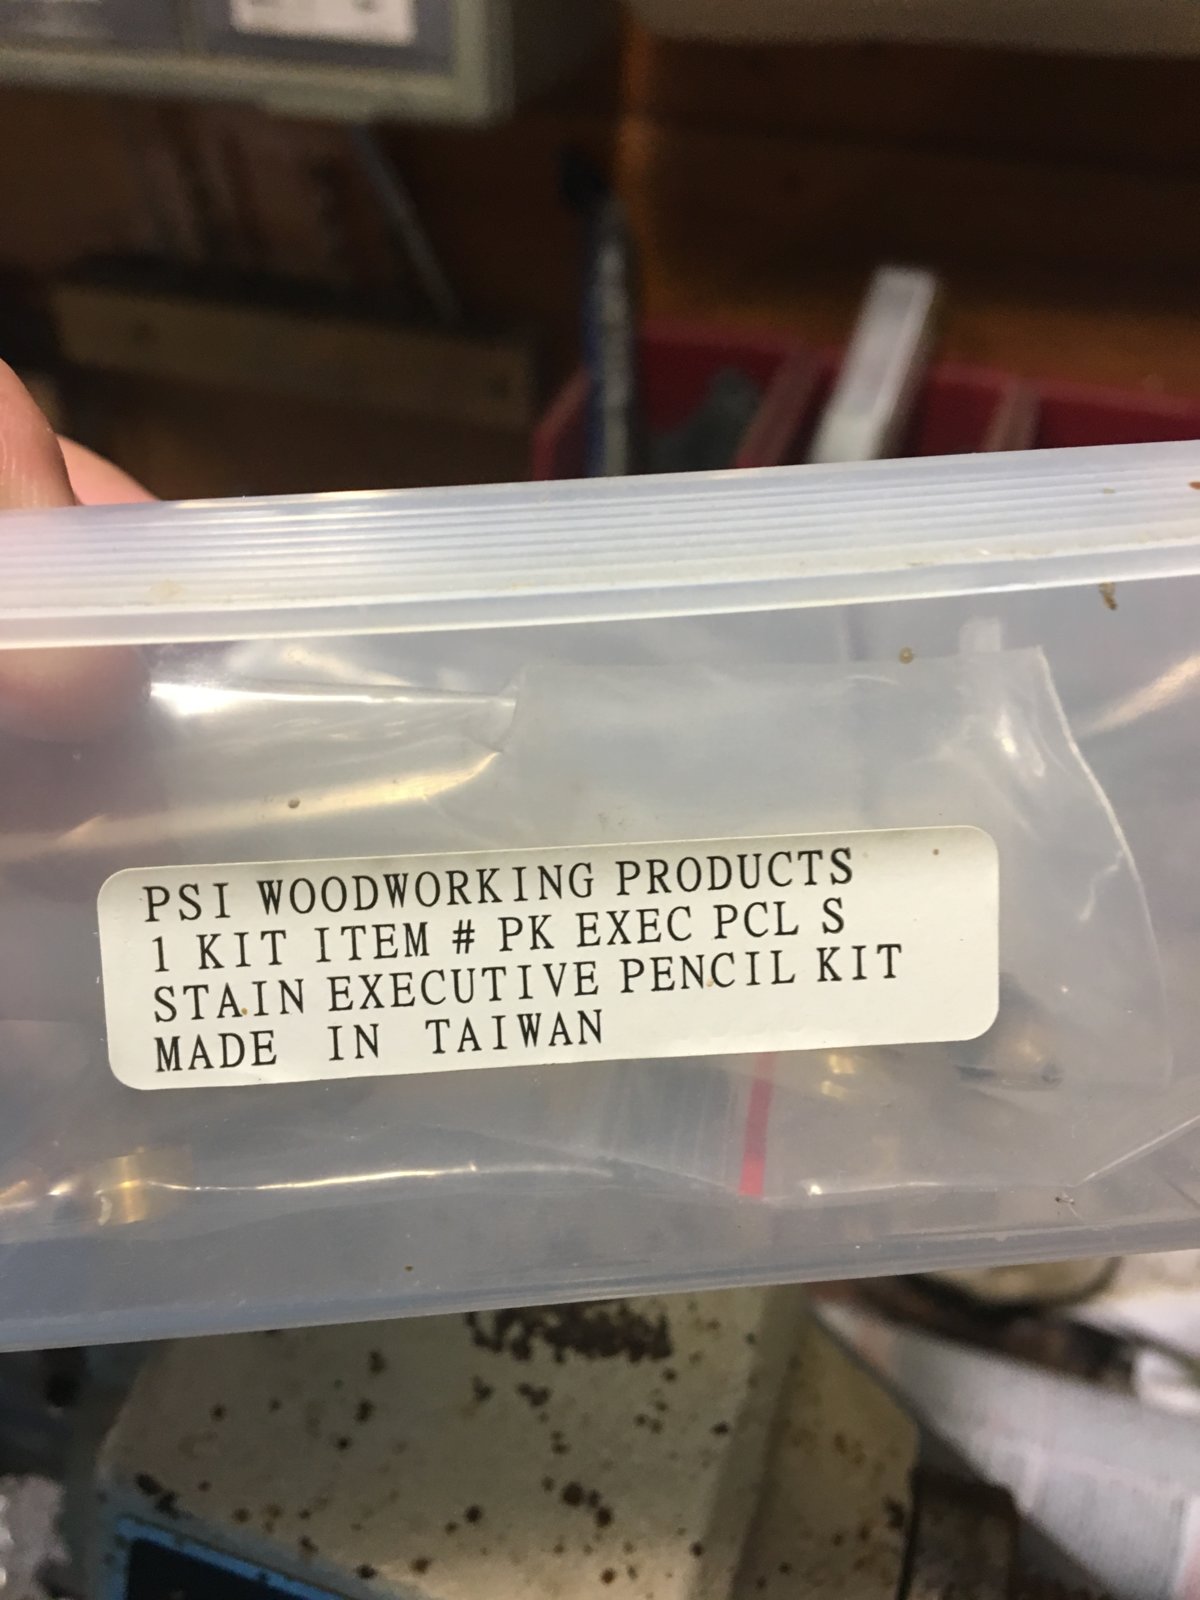 PSI WOODWORKING PRODUCTS
1 KIT ITEM # PK EXEC PCL S
STAIN EXECUTIVE PENCIL KIT
MADE IN TAIWAN